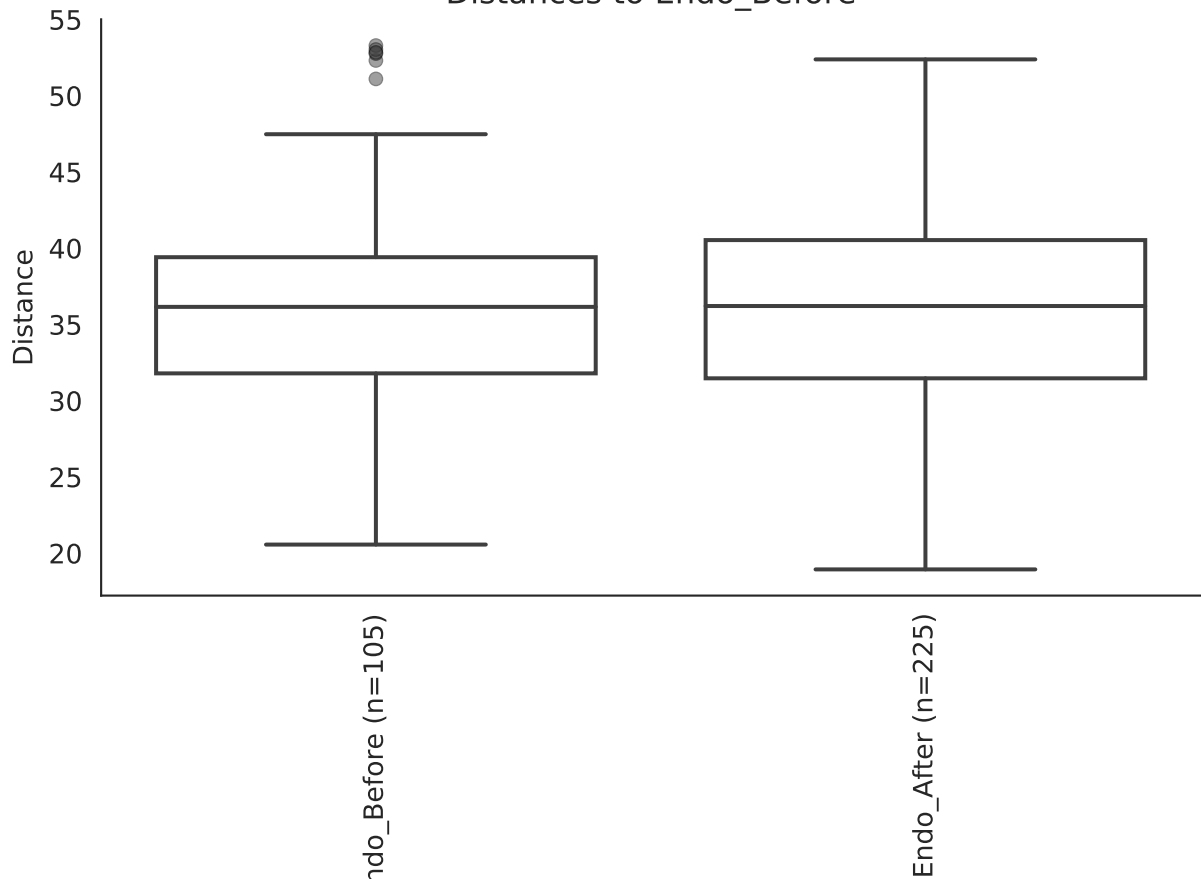 Distances to Endo_Before
55
50
45
40
35
30
25
20
Distance
ndo_Before (n=105)
Endo_After (n=225)